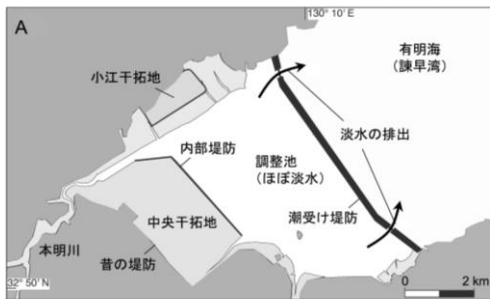 A
130° 10' E
有明海
(諫早湾)
小江干拓地
淡水の排出
内部堤防
調整池
(ほぼ淡水)
中央干拓地
潮受け堤防
本明川
昔の堤防
32° 50' N
0 2 km